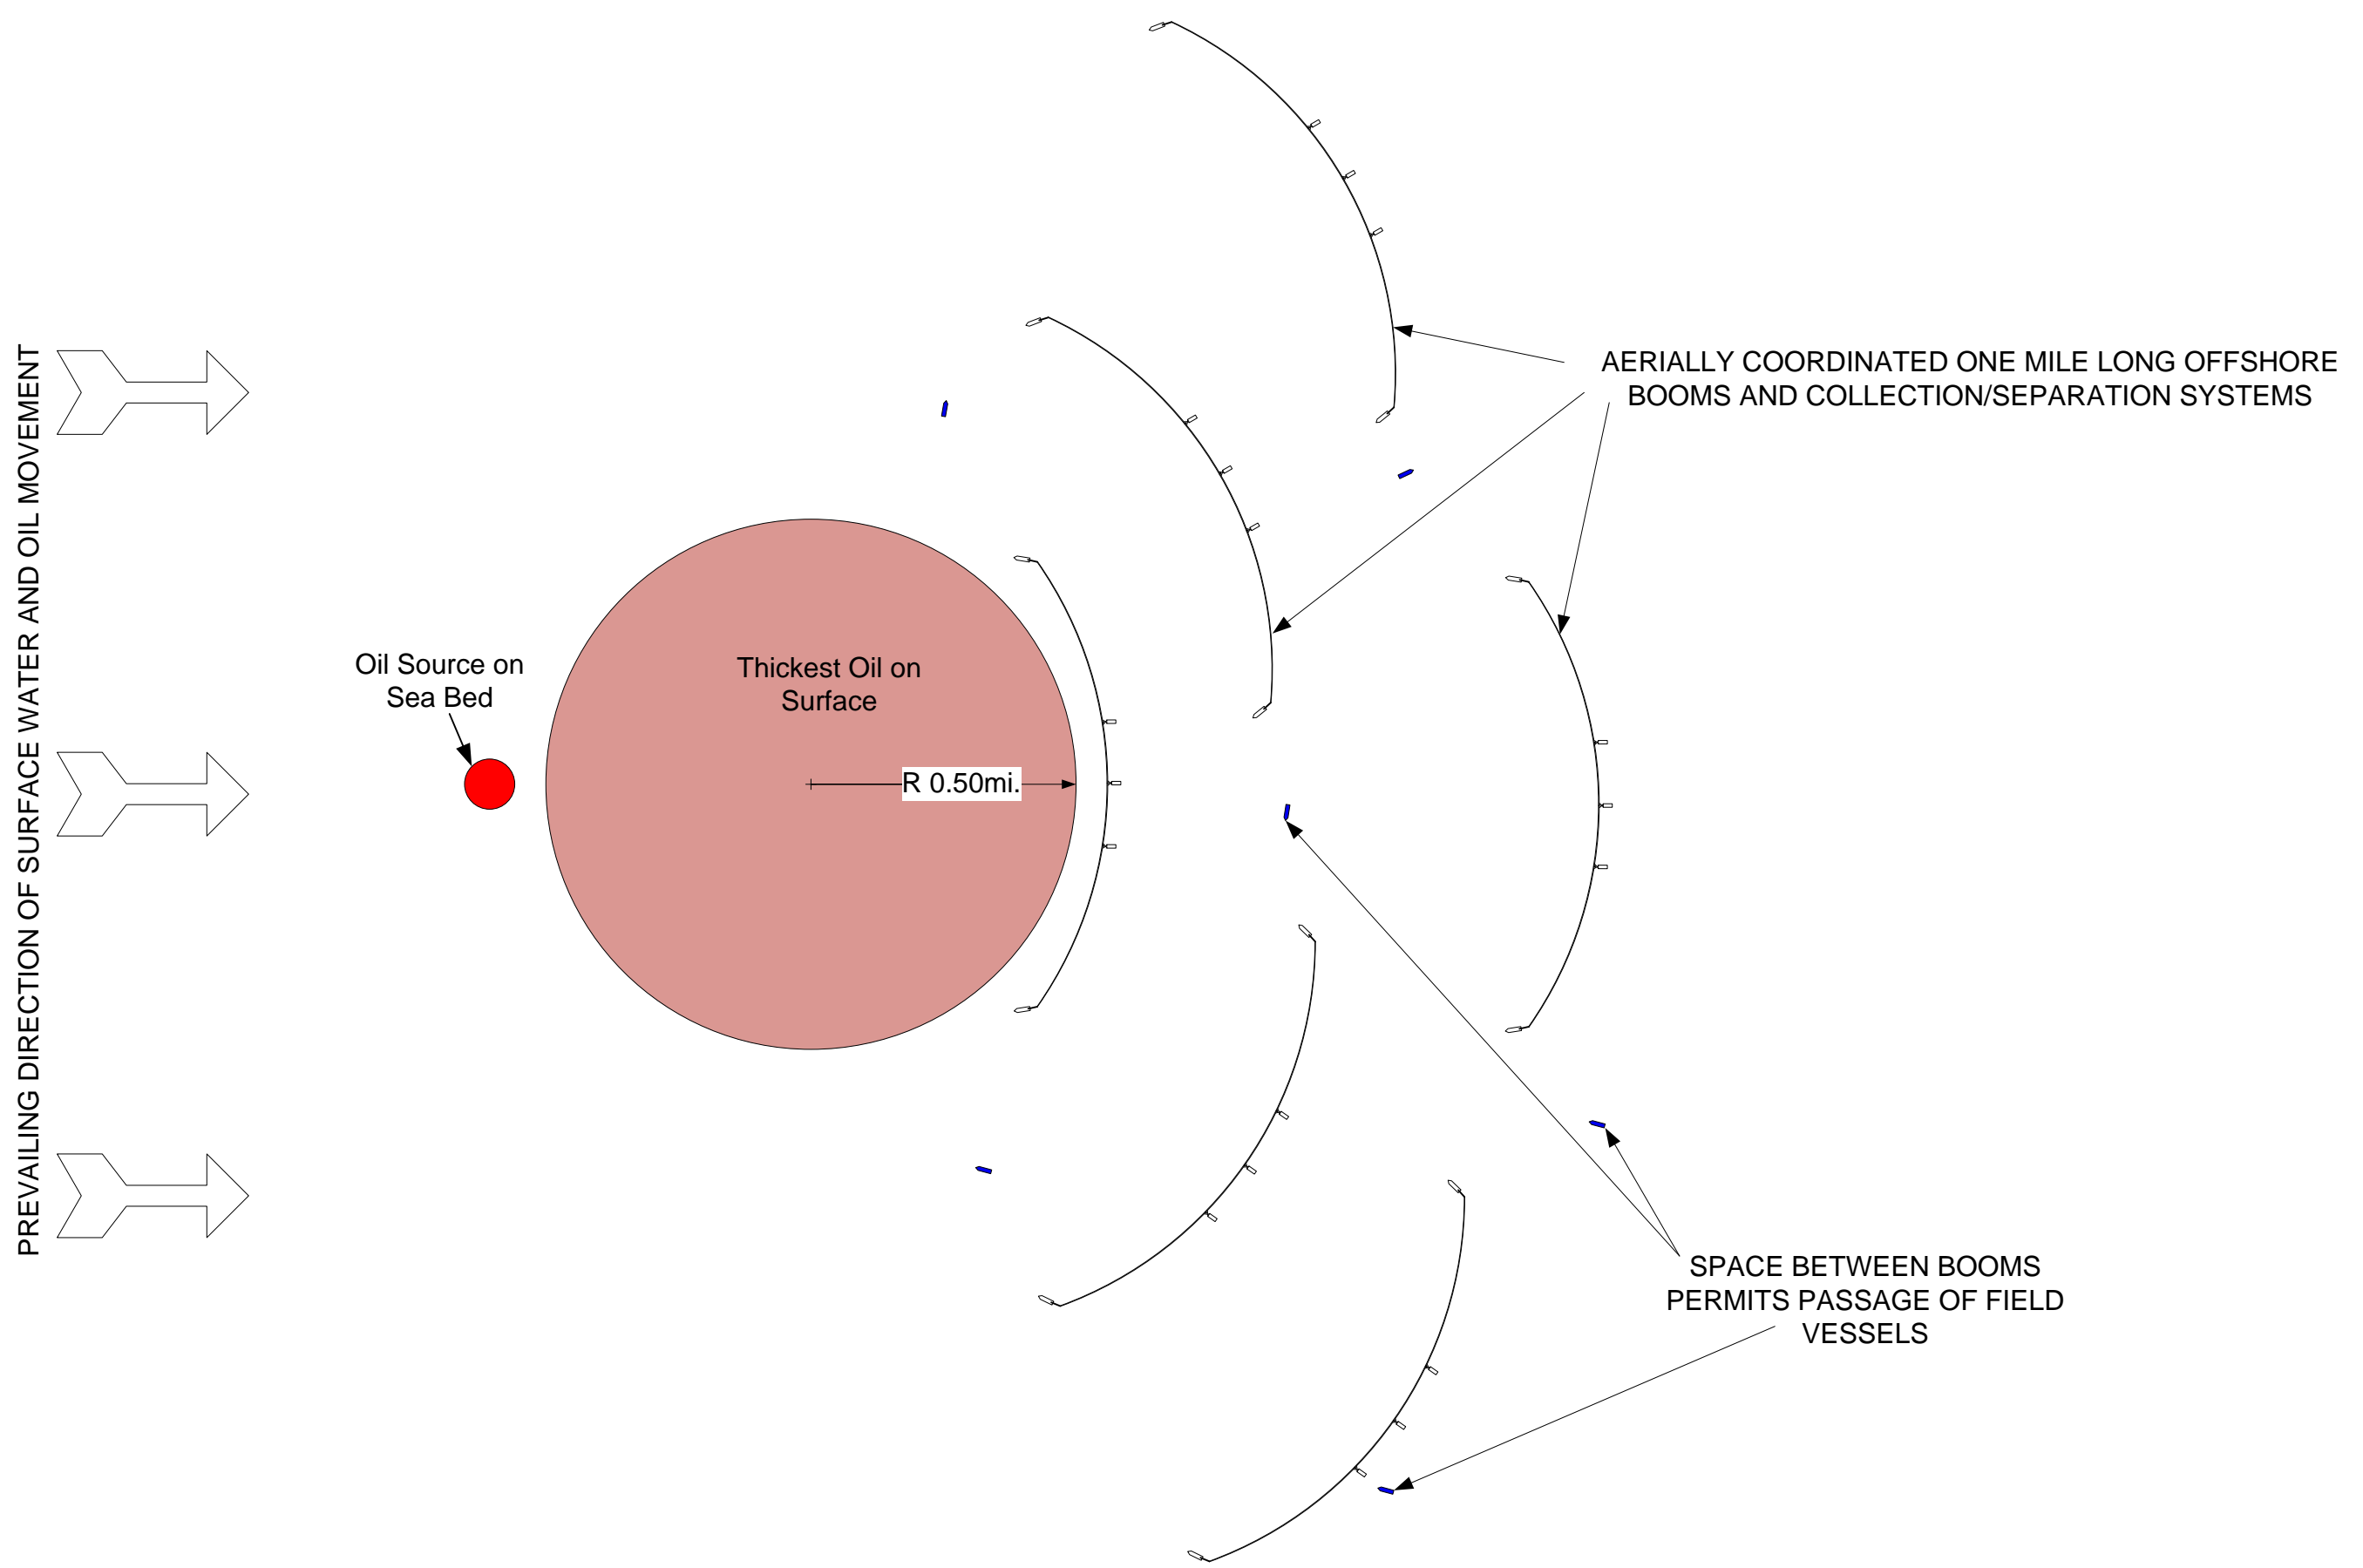 PREVAILING DIRECTION OF SURFACE WATER AND OIL MOVEMENT
Oil Source on
Sea Bed
Thickest Oil on
Surface
R 0.50mi.
AERIALLY COORDINATED ONE MILE LONG OFFSHORE
BOOMS AND COLLECTION/SEPARATION SYSTEMS
SPACE BETWEEN BOOMS
PERMITS PASSAGE OF FIELD
VESSELS